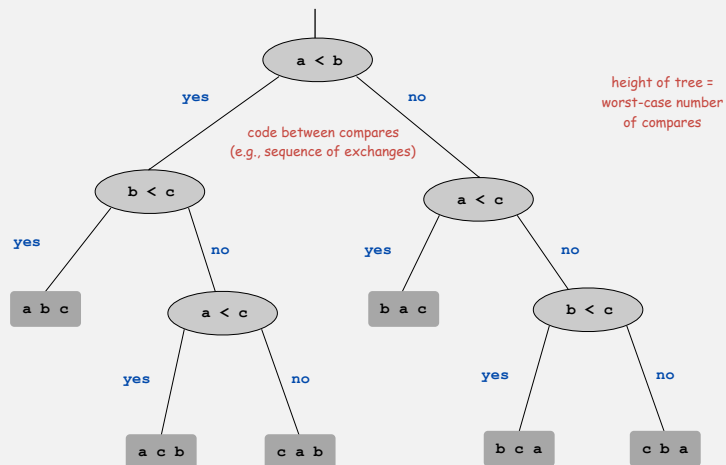 a < b
yes
no
height of tree =
worst-case number
of compares
code between compares
(e.g., sequence of exchanges)
b < c
a < c
yes
no
yes
no
a b c
a < c
b a c
b < c
yes
no
yes
no
a c b
c a b
b c a
c b a